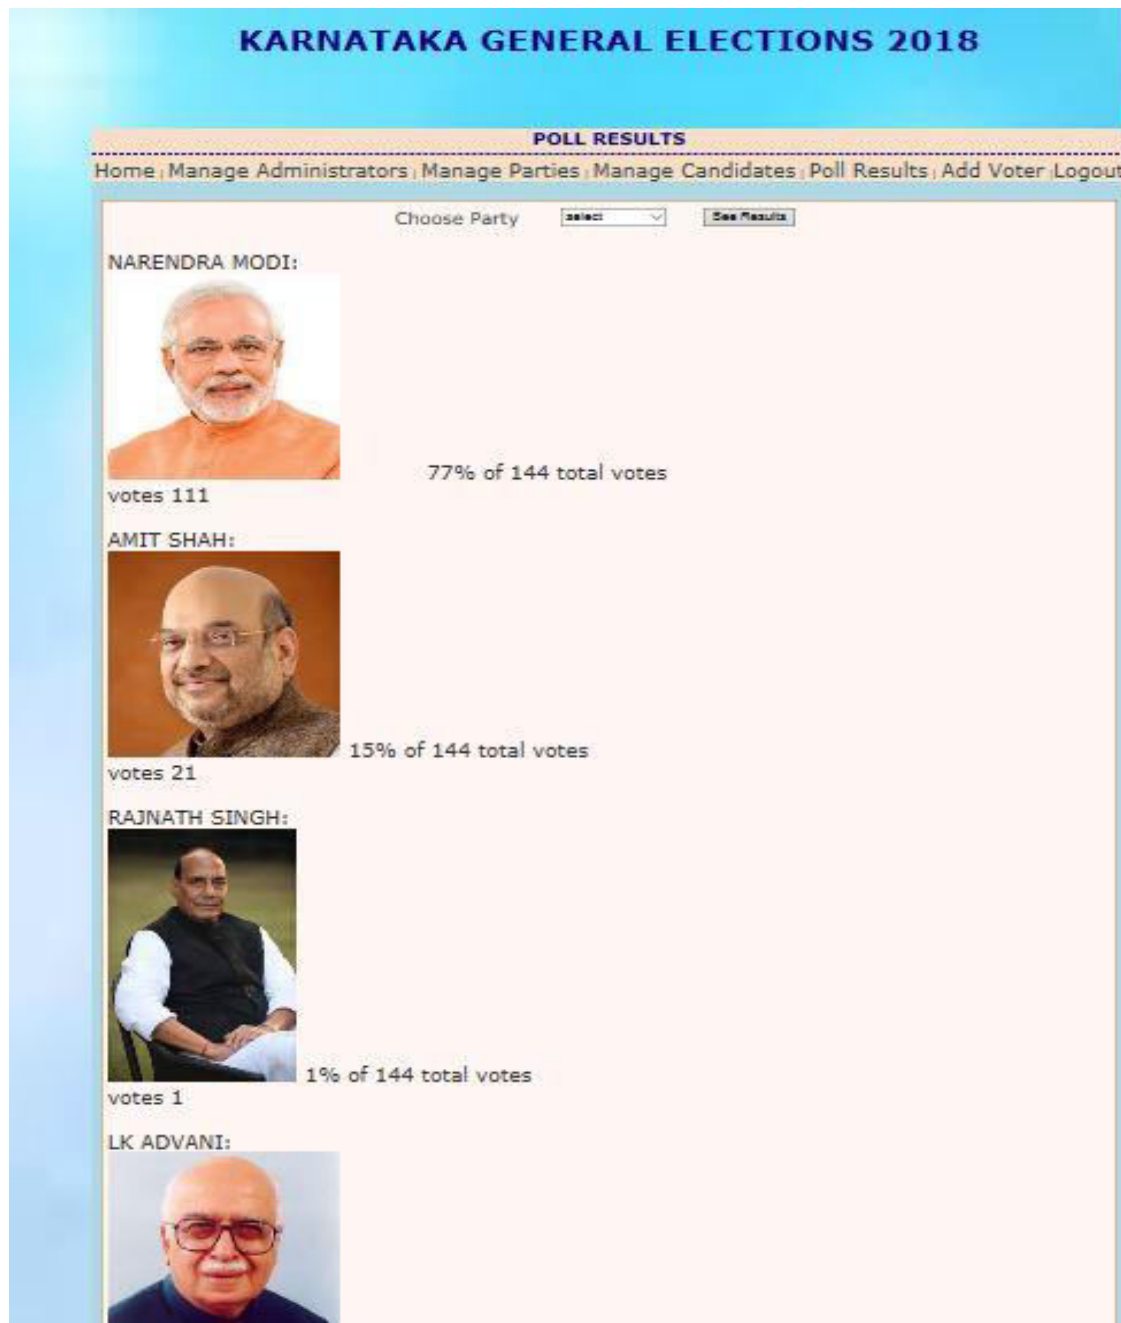 KARNATAKA GENERAL ELECTIONS 2018
POLL RESULTS
Home | Manage Administrators | Manage Parties | Manage Candidates | Poll Results | Add Voter | Logout
Choose Party select See Results
NARENDRA MODI:
77% of 144 total votes
votes 111
AMIT SHAH:
15% of 144 total votes
votes 21
RAJNATH SINGH:
1% of 144 total votes
votes 1
LK ADVANI: